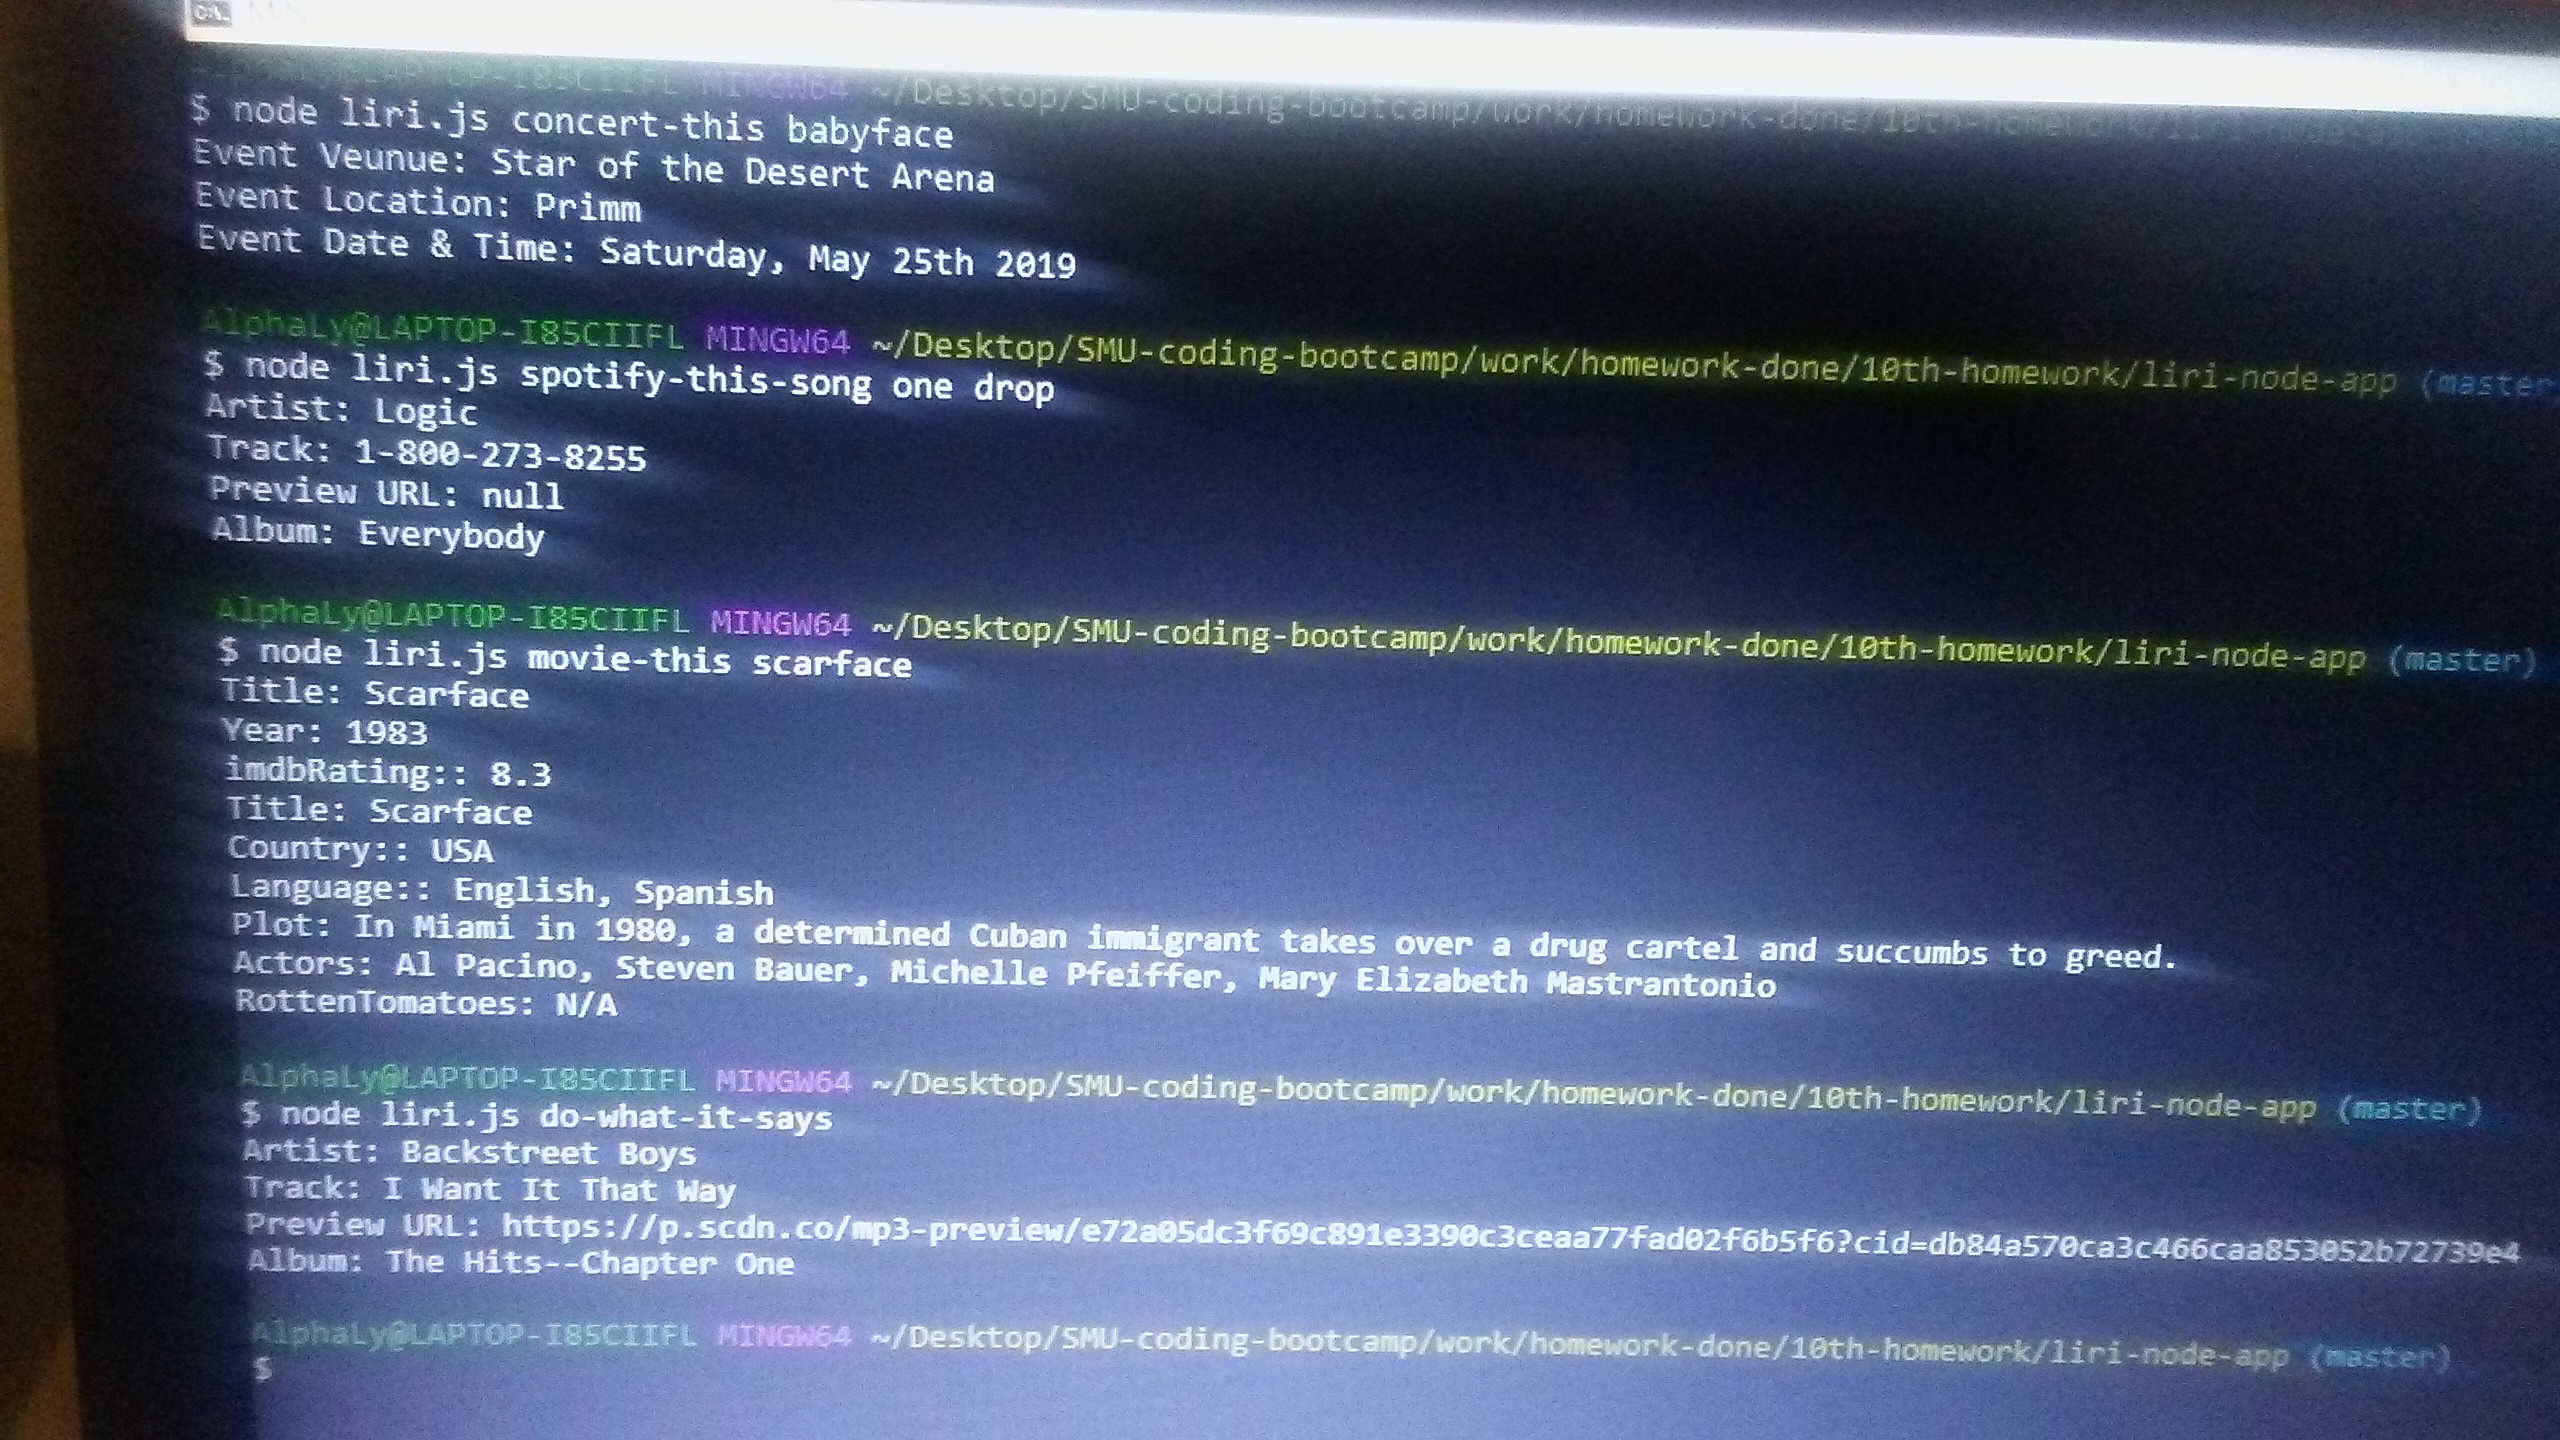 MINGW64 ~/Desktop/SMU-coding-bootcamp/work/homework-done/10th-homework/
$ node liri.js concert-this babyface
Event Veunue: Star of the Desert Arena
Event Location: Primm
Event Date & Time: Saturday, May 25th 2019
AlphaLy@LAPTOP-I85CIIFL MINGW64 ~/Desktop/SMU-coding-bootcamp/work/homework-done/10th-homework/liri-node-app (master
$ node liri.js spotify-this-song one drop
Artist: Logic
Track: 1-800-273-8255
Preview URL: null
Album: Everybody
AlphaLy@LAPTOP-I85CIIFL MINGW64 ~/Desktop/SMU-coding-bootcamp/work/homework-done/10th-homework/liri-node-app (master)
$ node liri.js movie-this scarface
Title: Scarface
Year: 1983
imdbRating:: 8.3
Title: Scarface
Country:: USA
Language:: English, Spanish
Plot: In Miami in 1980, a determined Cuban immigrant takes over a drug cartel and succumbs to greed.
Actors: Al Pacino, Steven Bauer, Michelle Pfeiffer, Mary Elizabeth Mastrantonio
RottenTomatoes: N/A
AlphaLy@LAPTOP-I85CIIFL MINGW64 ~/Desktop/SMU-coding-bootcamp/work/homework-done/10th-homework/liri-node-app (master)
$ node liri.js do-what-it-says
Artist: Backstreet Boys
Track: I Want It That Way
Preview URL: https://p.scdn.co/mp3-preview/e72a05dc3f69c891e3390c3ceaa77fad02f6b5f6?cid=db84a570ca3c466caa853052b72739e4
Album: The Hits--Chapter One
AlphaLy@LAPTOP-I85CIIFL MINGW64 ~/Desktop/SMU-coding-bootcamp/work/homework-done/10th-homework/liri-node-app (master)
$